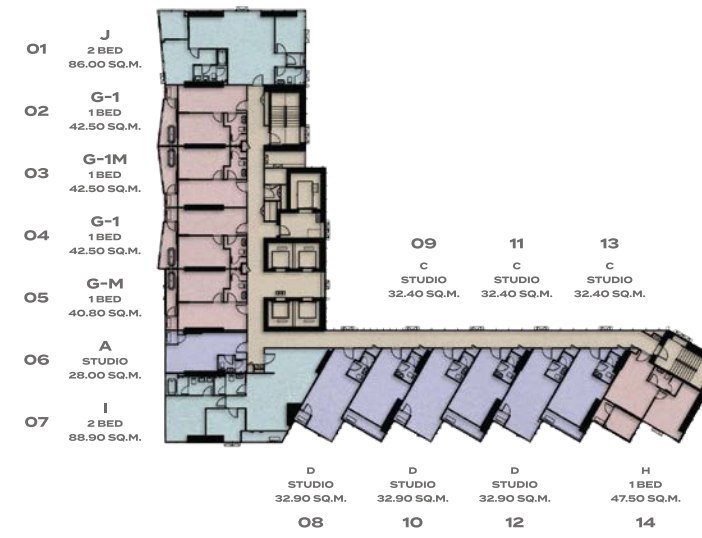 01
J
2 BED
86.00 SQ.M.
02
G-1
1 BED
42.50 SQ.M.
03
G-1M
1 BED
42.50 SQ.M.
04
G-1
1 BED
42.50 SQ.M.
05
G-M
1 BED
40.80 SQ.M.
06
A
STUDIO
28.00 SQ.M.
07
I
2 BED
88.90 SQ.M.
09
C
STUDIO
32.40 SQ.M.
11
C
STUDIO
32.40 SQ.M.
13
C
STUDIO
32.40 SQ.M.
D
STUDIO
32.90 SQ.M.
08
D
STUDIO
32.90 SQ.M.
10
D
STUDIO
32.90 SQ.M.
12
H
1 BED
47.50 SQ.M.
14